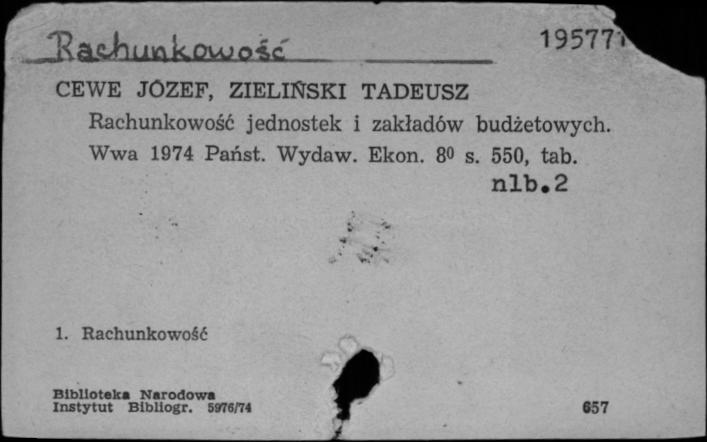 Rachunkowość
CEWE JÓZEF, ZIELIŃSKI TADEUSZ
Rachunkowość jednostek i zakładów budżetowych.
Wwa 1974 Państ. Wydaw. Ekon. 8⁰ s. 550, tab.
nlb.2
1. Rachunkowość
Biblioteka Narodowa
Instytut Bibliogr. 5976/74
657